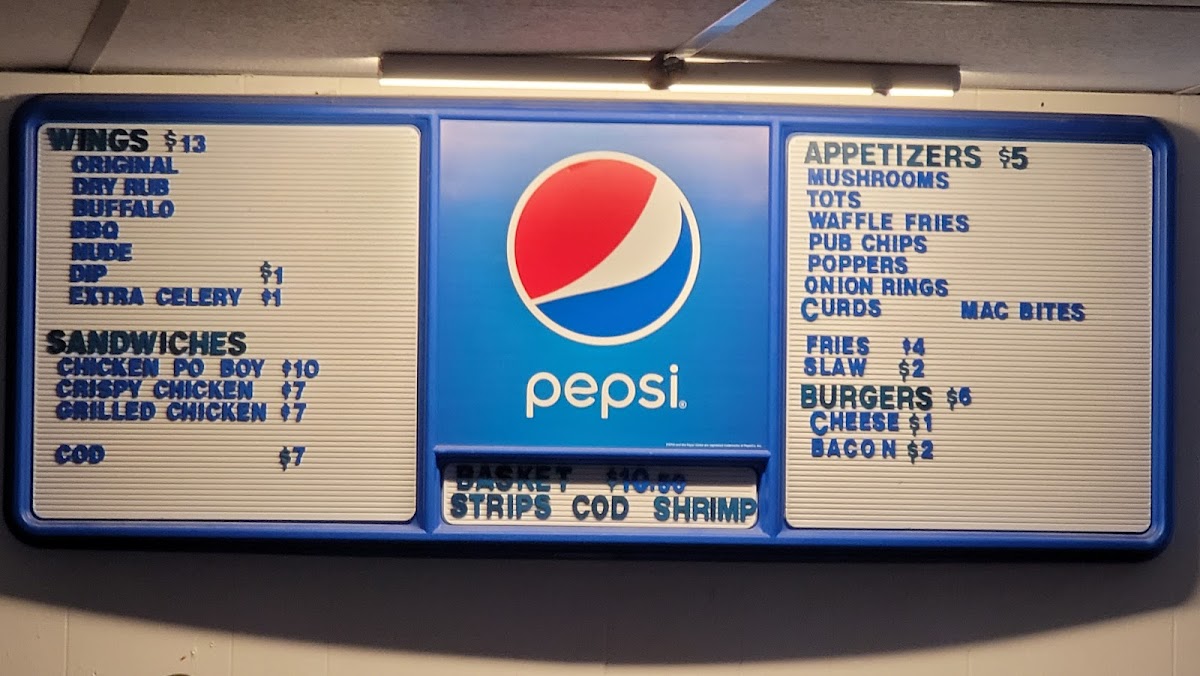 WINGS $13
ORIGINAL
DRY RUB
BUFFALO
BBQ
NUDE
DIP $1
EXTRA CELERY $1
SANDWICHES
CHICKEN PO BOY $10
CRISPY CHICKEN $7
GRILLED CHICKEN $7
COD $7
pepsi
BASKET $10.50
STRIPS COD SHRIMP
APPETIZERS $5
MUSHROOMS
TOTS
WAFFLE FRIES
PUB CHIPS
POPPERS
ONION RINGS
CURDS MAC BITES
FRIES $4
SLAW $2
BURGERS $6
CHEESE $1
BACON $2